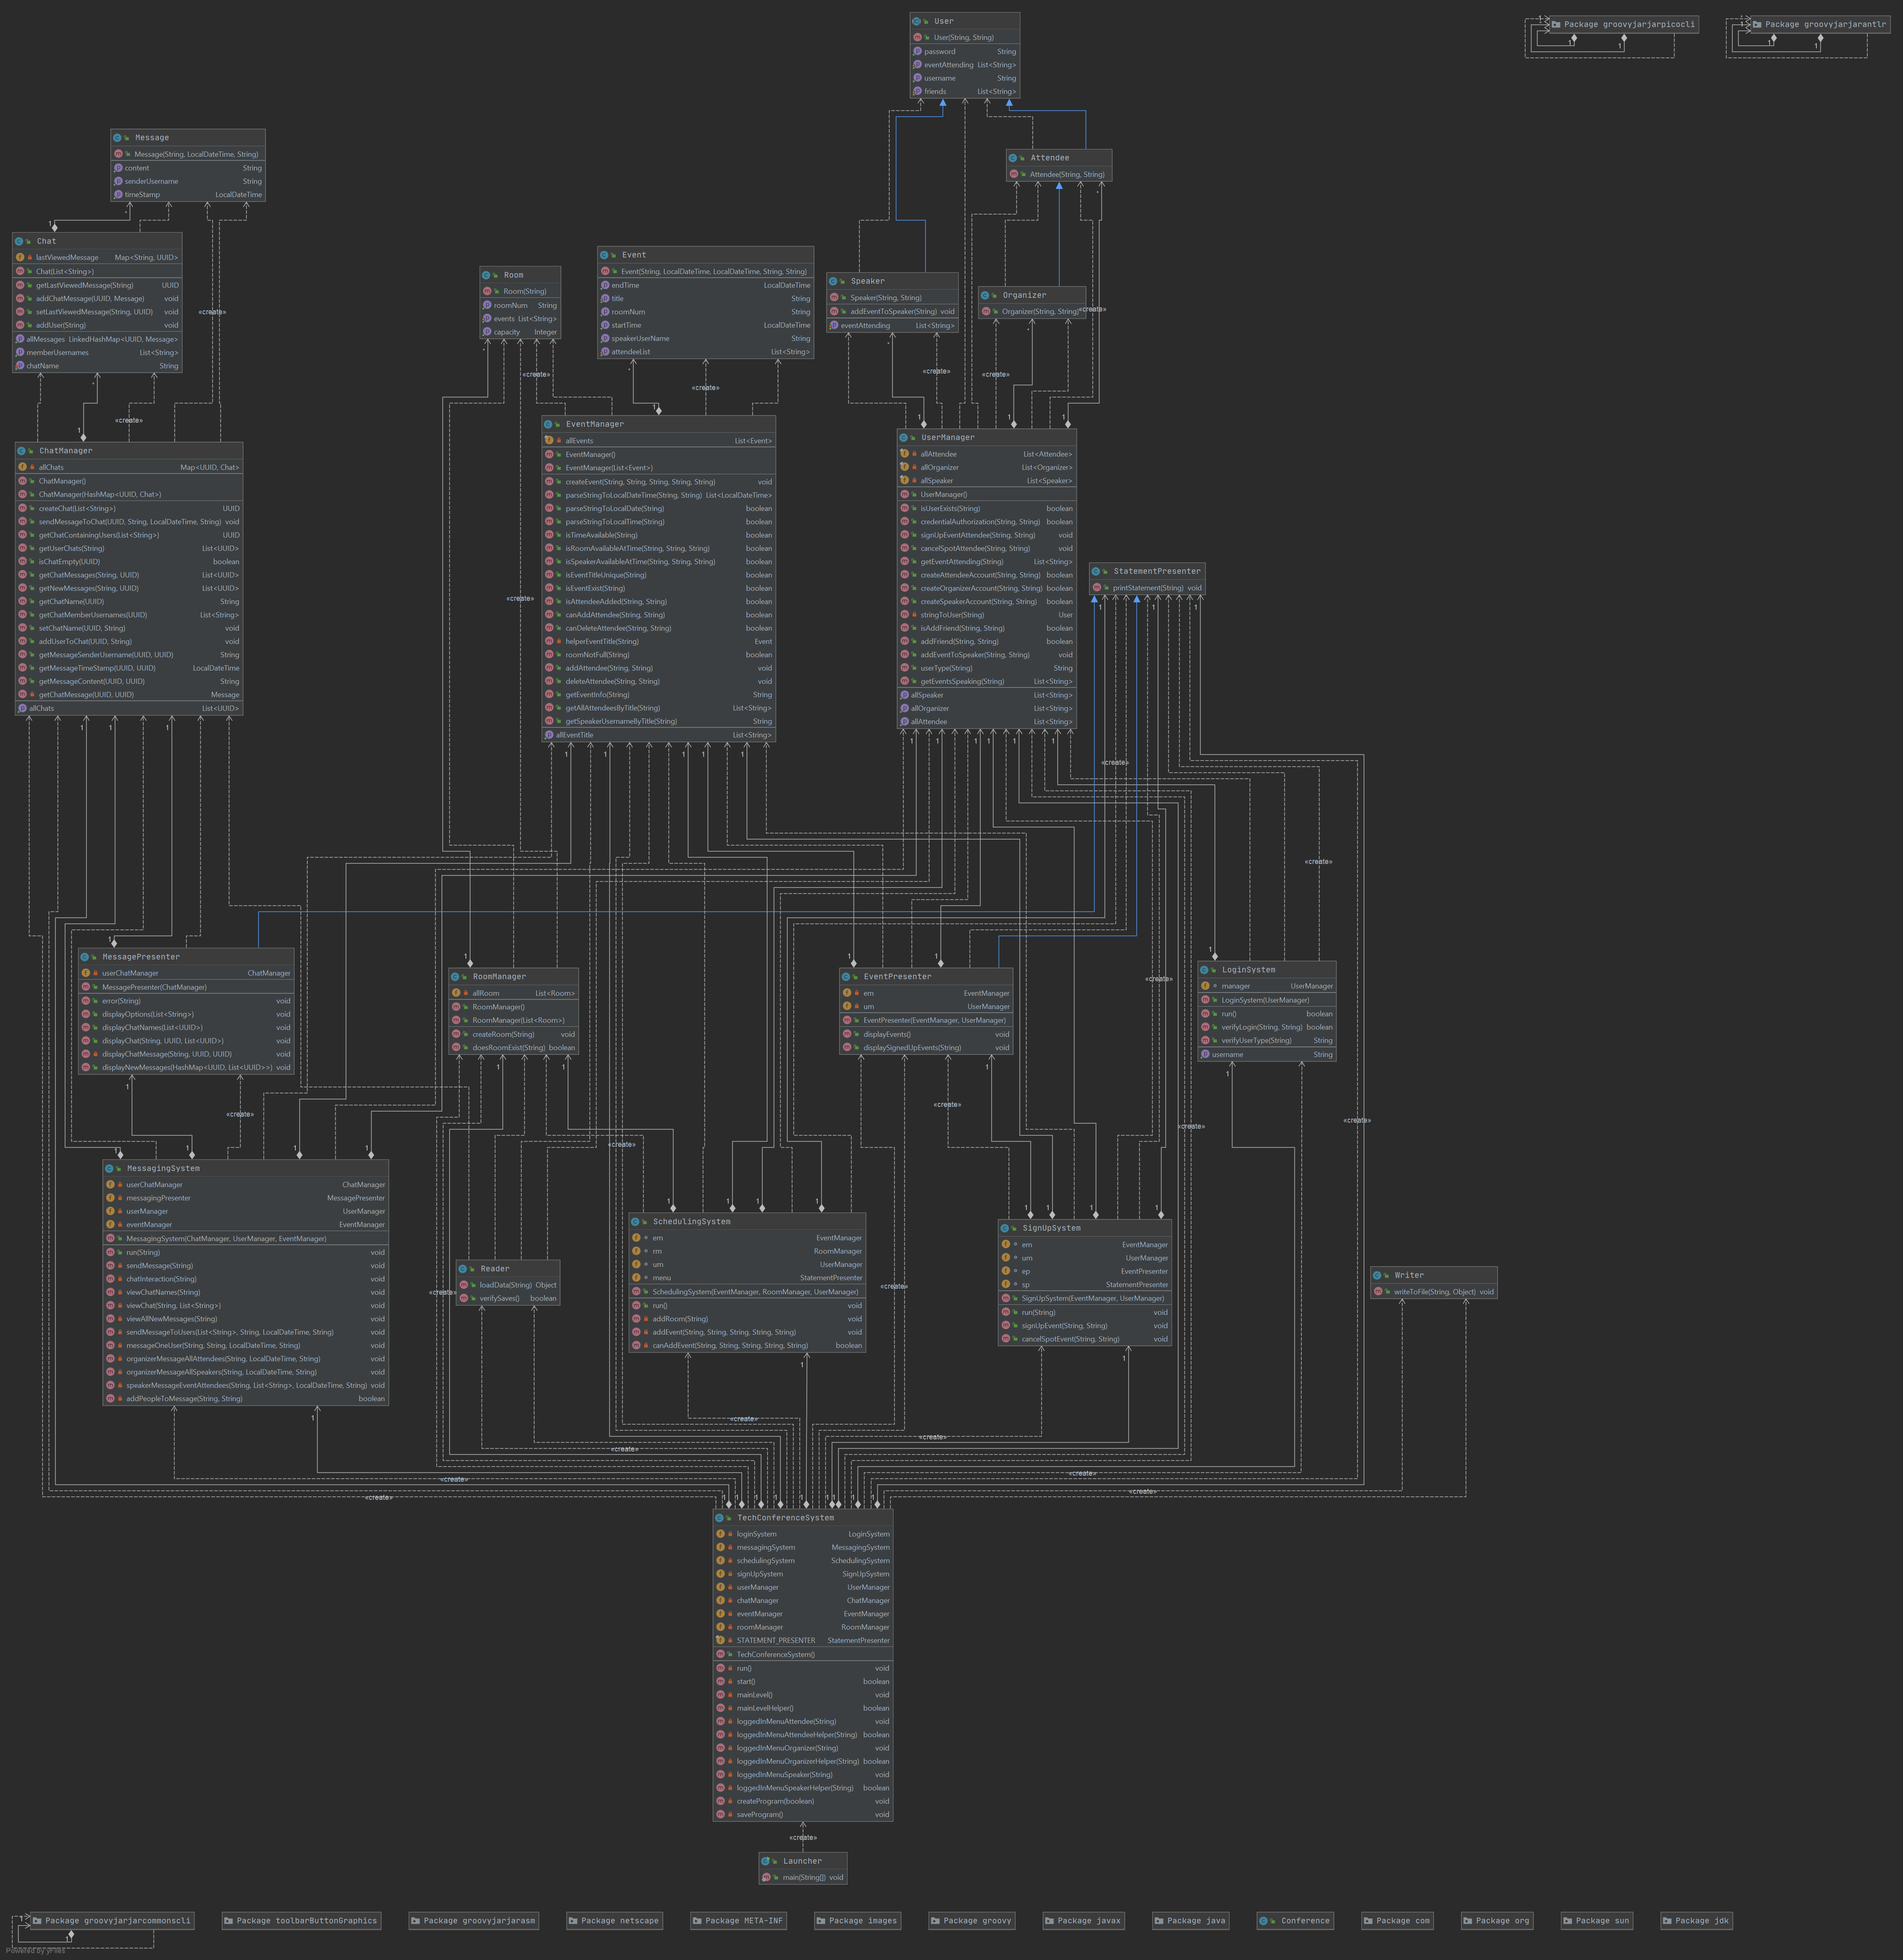 User
User(String, String)
password String
eventAttending List<String>
username String
friends List<String>
Package groovyjarjarpicocli
1
1
1
Package groovyjarjarantlr
1
1
1
Message
Message(String, LocalDateTime, String)
content String
senderUsername String
timeStamp LocalDateTime
Attendee
Attendee(String, String)
Chat
lastViewedMessage Map<String, UUID>
Chat(List<String>)
getLastViewedMessage(String) UUID
addChatMessage(UUID, Message) void
setLastViewedMessage(String, UUID) void
addUser(String) void
allMessages LinkedHashMap<UUID, Message>
memberUsernames List<String>
chatName String
«create»
Room
Room(String)
roomNum String
events List<String>
capacity Integer
Event
Event(String, LocalDateTime, LocalDateTime, String, String)
endTime LocalDateTime
title String
roomNum String
startTime LocalDateTime
speakerUserName String
attendeeList List<String>
Speaker
Speaker(String, String)
addEventToSpeaker(String) void
eventAttending List<String>
Organizer
Organizer(String, String)
«create»
«create»
«create»
«create»
«create»
«create»
ChatManager
allChats Map<UUID, Chat>
ChatManager()
ChatManager(HashMap<UUID, Chat>)
createChat(List<String>) UUID
sendMessageToChat(UUID, String, LocalDateTime, String) void
getChatContainingUsers(List<String>) UUID
getUserChats(String) List<UUID>
isChatEmpty(UUID) boolean
getChatMessages(String, UUID) List<UUID>
getNewMessages(String, UUID) List<UUID>
getChatName(UUID) String
getChatMemberUsernames(UUID) List<String>
setChatName(UUID, String) void
addUserToChat(UUID, String) void
getMessageSenderUsername(UUID, UUID) String
getMessageTimeStamp(UUID, UUID) LocalDateTime
getMessageContent(UUID, UUID) String
getChatMessage(UUID, UUID) Message
allChats List<UUID>
«create»
EventManager
allEvents List<Event>
EventManager()
EventManager(List<Event>)
createEvent(String, String, String, String, String) void
parseStringToLocalDateTime(String, String) List<LocalDateTime>
parseStringToLocalDate(String) boolean
parseStringToLocalTime(String) boolean
isTimeAvailable(String) boolean
isRoomAvailableAtTime(String, String, String) boolean
isSpeakerAvailableAtTime(String, String, String) boolean
isEventTitleUnique(String) boolean
isEventExist(String) boolean
isAttendeeAdded(String, String) boolean
canAddAttendee(String, String) boolean
canDeleteAttendee(String, String) boolean
helperEventTitle(String) Event
roomNotFull(String) boolean
addAttendee(String, String) void
deleteAttendee(String, String) void
getEventInfo(String) String
getAllAttendeesByTitle(String) List<String>
getSpeakerUsernameByTitle(String) String
allEventTitle List<String>
UserManager
allAttendee List<Attendee>
allOrganizer List<Organizer>
allSpeaker List<Speaker>
UserManager()
isUserExists(String) boolean
credentialAuthorization(String, String) boolean
signUpEventAttendee(String, String) void
cancelSpotAttendee(String, String) void
getEventAttending(String) List<String>
createAttendeeAccount(String, String) boolean
createOrganizerAccount(String, String) boolean
createSpeakerAccount(String, String) boolean
stringToUser(String) User
isAddFriend(String, String) boolean
addFriend(String, String) boolean
addEventToSpeaker(String, String) void
userType(String) String
getEventsSpeaking(String) List<String>
allSpeaker List<String>
allOrganizer List<String>
allAttendee List<String>
StatementPresenter
printStatement(String) void
«create»
«create»
MessagePresenter
userChatManager ChatManager
MessagePresenter(ChatManager)
error(String) void
displayOptions(List<String>) void
displayChatNames(List<UUID>) void
displayChat(String, UUID, List<UUID>) void
displayChatMessage(String, UUID, UUID) void
displayNewMessages(HashMap<UUID, List<UUID>>) void
RoomManager
allRoom List<Room>
RoomManager()
RoomManager(List<Room>)
createRoom(String) void
doesRoomExist(String) boolean
EventPresenter
em EventManager
um UserManager
EventPresenter(EventManager, UserManager)
displayEvents() void
displaySignedUpEvents(String) void
«create»
LoginSystem
manager UserManager
LoginSystem(UserManager)
run() boolean
verifyLogin(String, String) boolean
verifyUserType(String) String
username String
«create»
«create»
«create»
«create»
«create»
MessagingSystem
userChatManager ChatManager
messagingPresenter MessagePresenter
userManager UserManager
eventManager EventManager
MessagingSystem(ChatManager, UserManager, EventManager)
run(String) void
sendMessage(String) void
chatInteraction(String) void
viewChatNames(String) void
viewChat(String, List<String>) void
viewAllNewMessages(String) void
sendMessageToUsers(List<String>, String, LocalDateTime, String) void
messageOneUser(String, String, LocalDateTime, String) void
organizerMessageAllAttendees(String, LocalDateTime, String) void
organizerMessageAllSpeakers(String, LocalDateTime, String) void
speakerMessageEventAttendees(String, List<String>, LocalDateTime, String) void
addPeopleToMessage(String, String) boolean
Reader
loadData(String) Object
verifySaves() boolean
«create»
SchedulingSystem
em EventManager
rm RoomManager
um UserManager
menu StatementPresenter
SchedulingSystem(EventManager, RoomManager, UserManager)
run() void
addRoom(String) void
addEvent(String, String, String, String, String) void
canAddEvent(String, String, String, String, String) boolean
«create»
SignUpSystem
em EventManager
um UserManager
ep EventPresenter
sp StatementPresenter
SignUpSystem(EventManager, UserManager)
run(String) void
signUpEvent(String, String) void
cancelSpotEvent(String, String) void
Writer
writeToFile(String, Object) void
«create»
«create»
«create»
«create»
«create»
«create»
«create»
TechConferenceSystem
loginSystem LoginSystem
messagingSystem MessagingSystem
schedulingSystem SchedulingSystem
signUpSystem SignUpSystem
userManager UserManager
chatManager ChatManager
eventManager EventManager
roomManager RoomManager
STATEMENT_PRESENTER StatementPresenter
TechConferenceSystem()
run() void
start() boolean
mainLevel() void
mainLevelHelper() boolean
loggedInMenuAttendee(String) void
loggedInMenuAttendeeHelper(String) boolean
loggedInMenuOrganizer(String) void
loggedInMenuOrganizerHelper(String) boolean
loggedInMenuSpeaker(String) void
loggedInMenuSpeakerHelper(String) boolean
createProgram(boolean) void
saveProgram() void
«create»
Launcher
main(String[]) void
Package groovyjarjarcommonscli
Package toolbarButtonGraphics
Package groovyjarjarasm
Package netscape
Package META-INF
Package images
Package groovy
Package javax
Package java
Conference
Package com
Package org
Package sun
Package jdk
Powered by yFiles